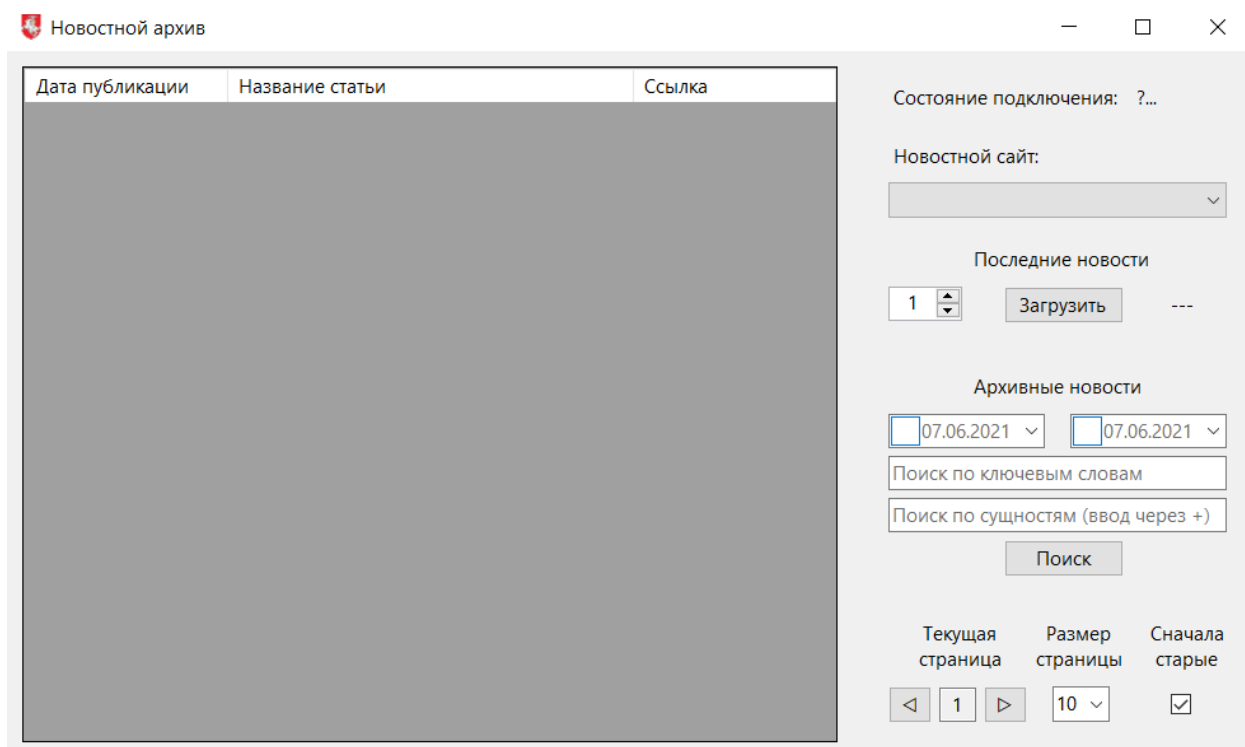 Новостной архив
Дата публикации Название статьи Ссылка
Состояние подключения: ?...
Новостной сайт:
Последние новости
1 Загрузить ---
Архивные новости
07.06.2021 07.06.2021
Поиск по ключевым словам
Поиск по сущностям (ввод через +)
Поиск
Текущая Размер Сначала
страница страницы старые
1 10